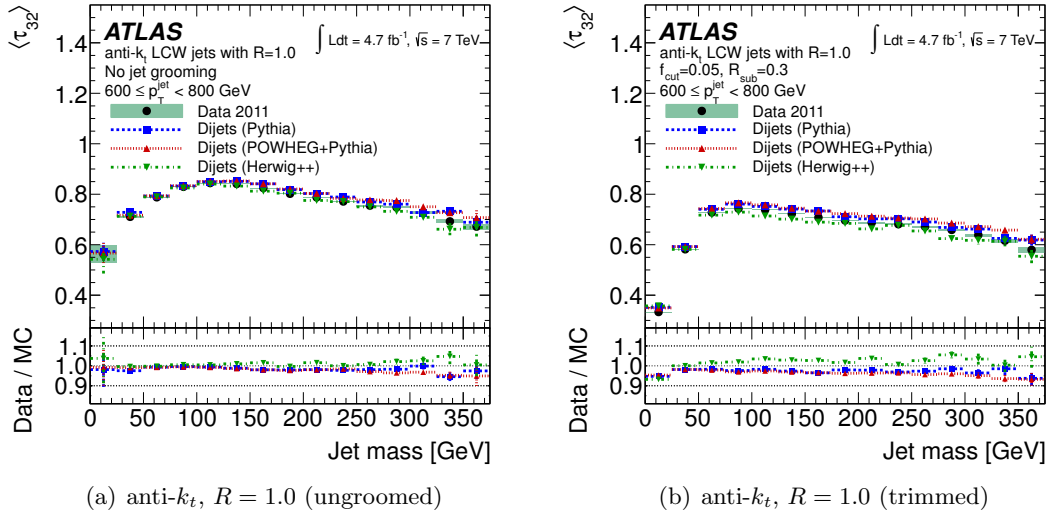 ⟨τ32⟩
ATLAS
∫ Ldt = 4.7 fb-1, √s = 7 TeV
anti-kt LCW jets with R=1.0
No jet grooming
600 ≤ pTjet < 800 GeV
Data 2011
Dijets (Pythia)
Dijets (POWHEG+Pythia)
Dijets (Herwig++)
1.4
1.2
1
0.8
0.6
0.4
Data / MC
1.1
1.0
0.9
0 50 100 150 200 250 300 350
Jet mass [GeV]
(a) anti-kt, R = 1.0 (ungroomed)
⟨τ32⟩
ATLAS
∫ Ldt = 4.7 fb-1, √s = 7 TeV
anti-kt LCW jets with R=1.0
fcut=0.05, Rsub=0.3
600 ≤ pTjet < 800 GeV
Data 2011
Dijets (Pythia)
Dijets (POWHEG+Pythia)
Dijets (Herwig++)
1.4
1.2
1
0.8
0.6
0.4
Data / MC
1.1
1.0
0.9
0 50 100 150 200 250 300 350
Jet mass [GeV]
(b) anti-kt, R = 1.0 (trimmed)